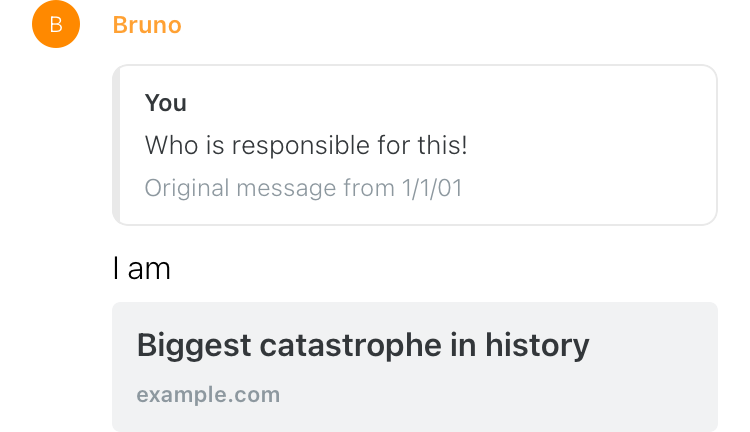 B
Bruno
You
Who is responsible for this!
Original message from 1/1/01
I am
Biggest catastrophe in history
example.com